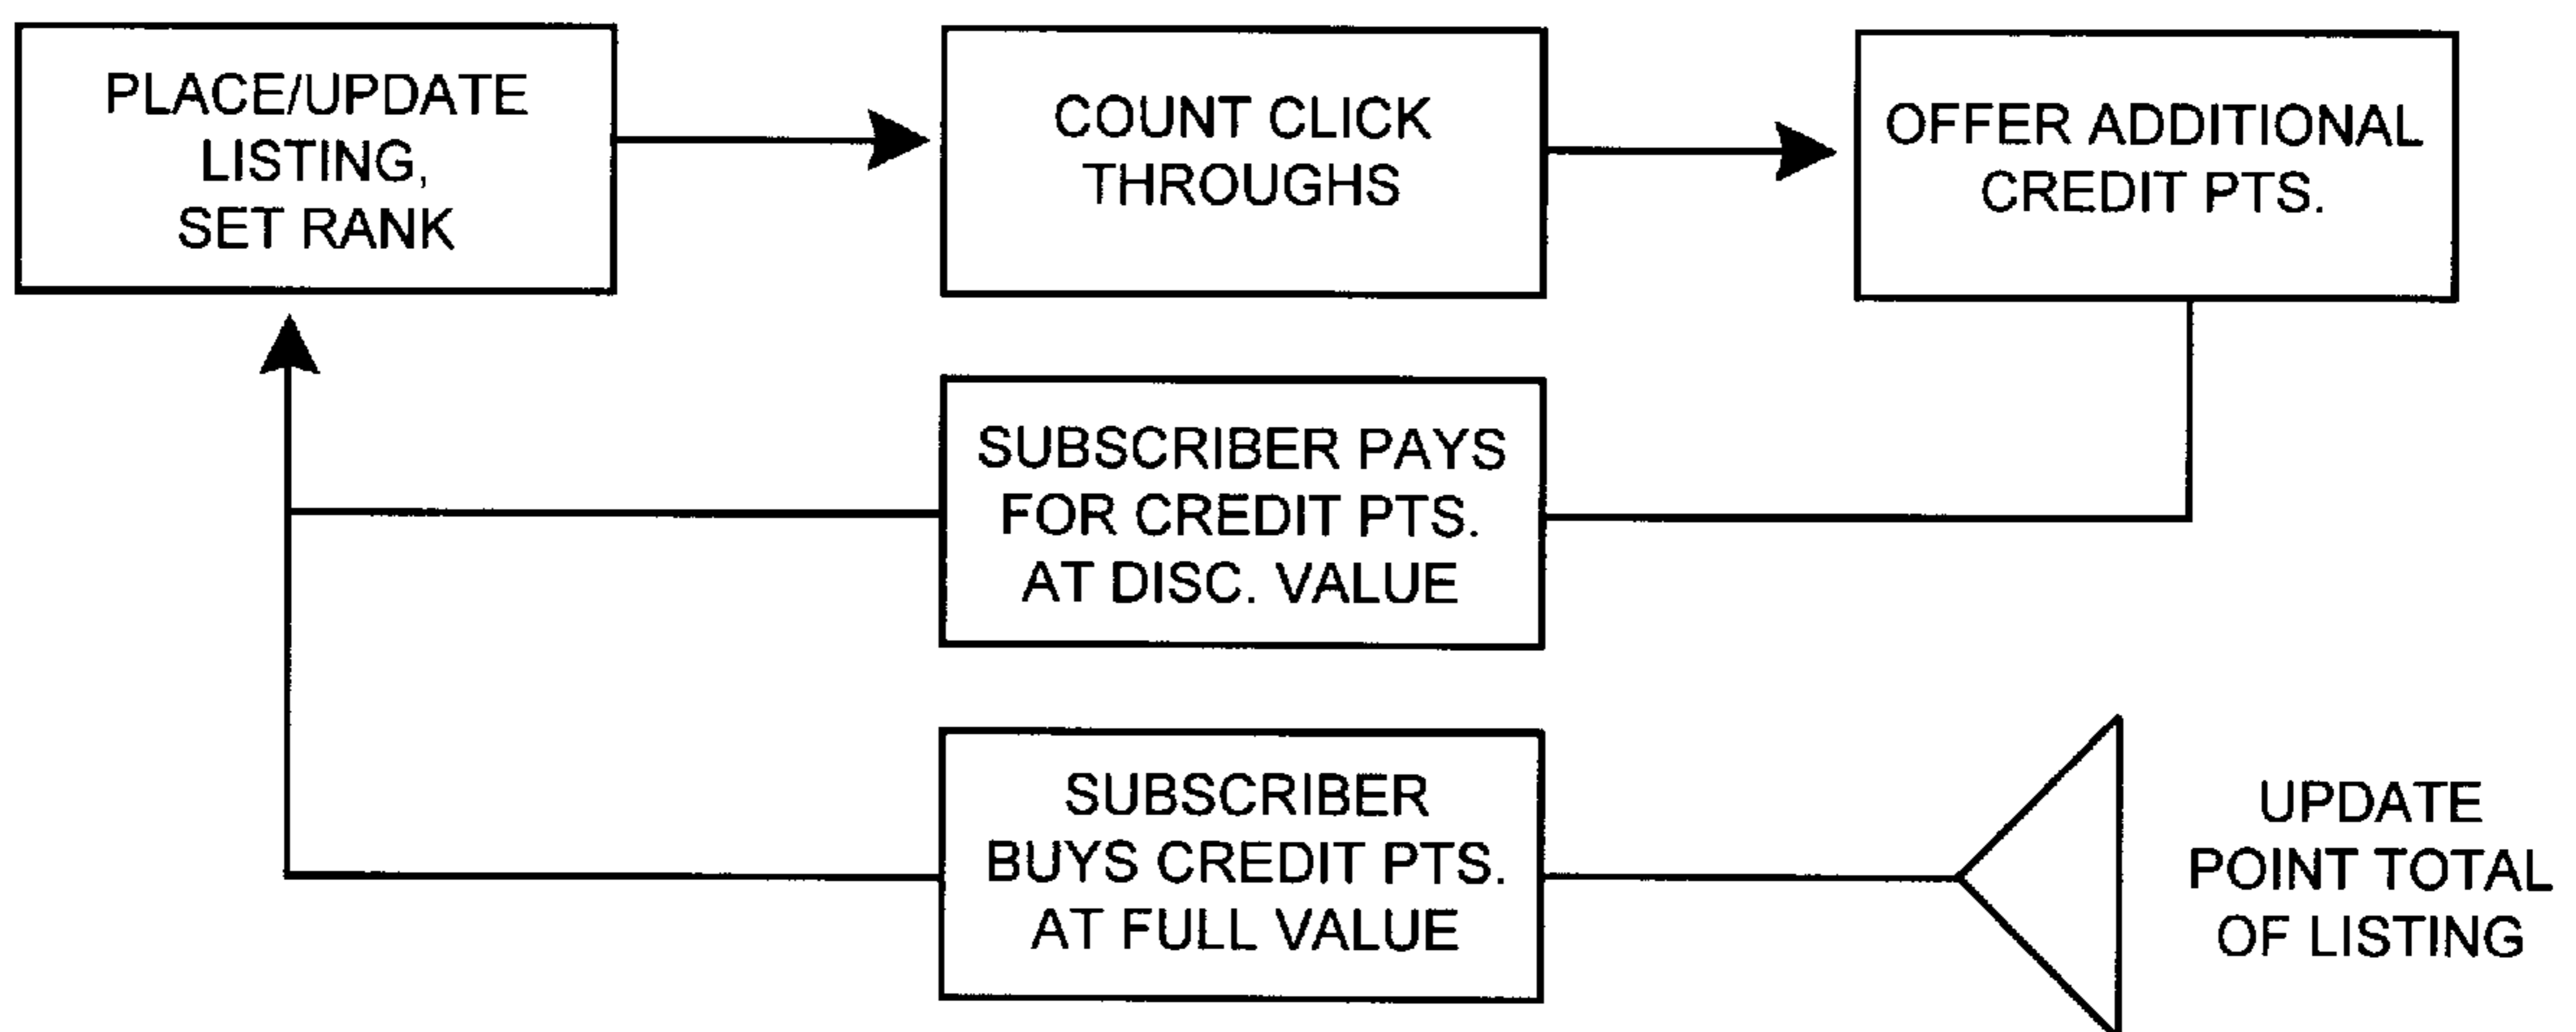 PLACE/UPDATE
LISTING,
SET RANK
COUNT CLICK
THROUGHS
OFFER ADDITIONAL
CREDIT PTS.
SUBSCRIBER PAYS
FOR CREDIT PTS.
AT DISC. VALUE
SUBSCRIBER
BUYS CREDIT PTS.
AT FULL VALUE
UPDATE
POINT TOTAL
OF LISTING